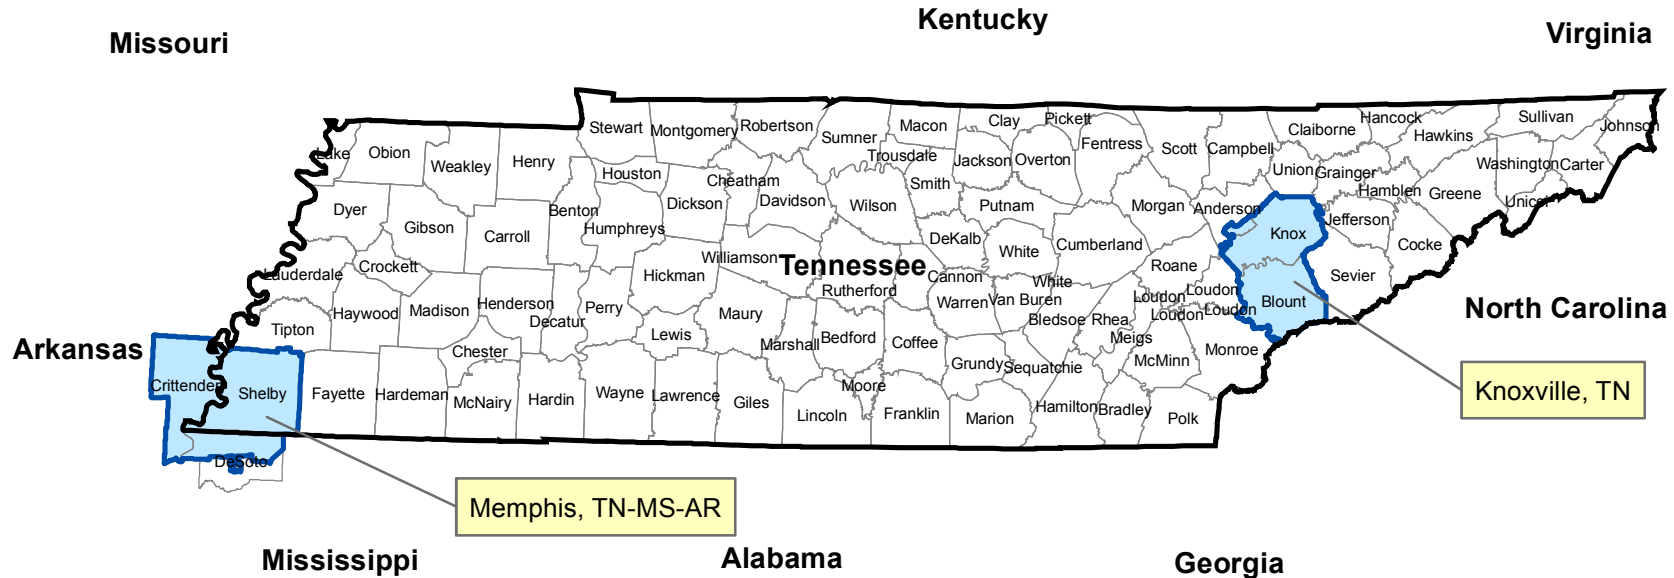 Kentucky
Missouri
Virginia
Stewart
Montgomery
Robertson
Sumner
Macon
Clay
Pickett
Fentress
Scott
Campbell
Claiborne
Hancock
Hawkins
Sullivan
Johnson
Lake
Obion
Weakley
Henry
Houston
Cheatham
Trousdale
Jackson
Overton
Union
Grainger
Washington
Carter
Dyer
Gibson
Carroll
Benton
Humphreys
Dickson
Davidson
Wilson
Smith
Putnam
Morgan
Anderson
Knox
Hamblen
Jefferson
Greene
Cocke
Lauderdale
Crockett
Williamson
Hickman
Tennessee
Rutherford
DeKalb
Cannon
White
White
Cumberland
Roane
Loudon
Loudon
Loudon
Loudon
Blount
Sevier
North Carolina
Tipton
Haywood
Madison
Henderson
Decatur
Perry
Lewis
Maury
Marshall
Bedford
Coffee
Warren
Van Buren
Bledsoe
Rhea
Meigs
McMinn
Monroe
Arkansas
Shelby
Fayette
Hardeman
Chester
McNairy
Hardin
Wayne
Lawrence
Giles
Lincoln
Moore
Franklin
Grundy
Sequatchie
Marion
Hamilton
Bradley
Polk
Knoxville, TN
DeSoto
Memphis, TN-MS-AR
Mississippi
Alabama
Georgia